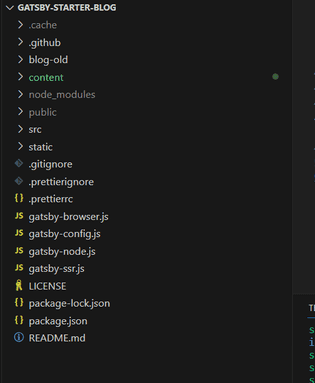 GATSBY-STARTER-BLOG
.cache
.github
blog-old
content
node_modules
public
src
static
.gitignore
.prettierignore
{} .prettierrc
JS gatsby-browser.js
JS gatsby-config.js
JS gatsby-node.js
JS gatsby-ssr.js
LICENSE
{} package-lock.json
{} package.json
README.md